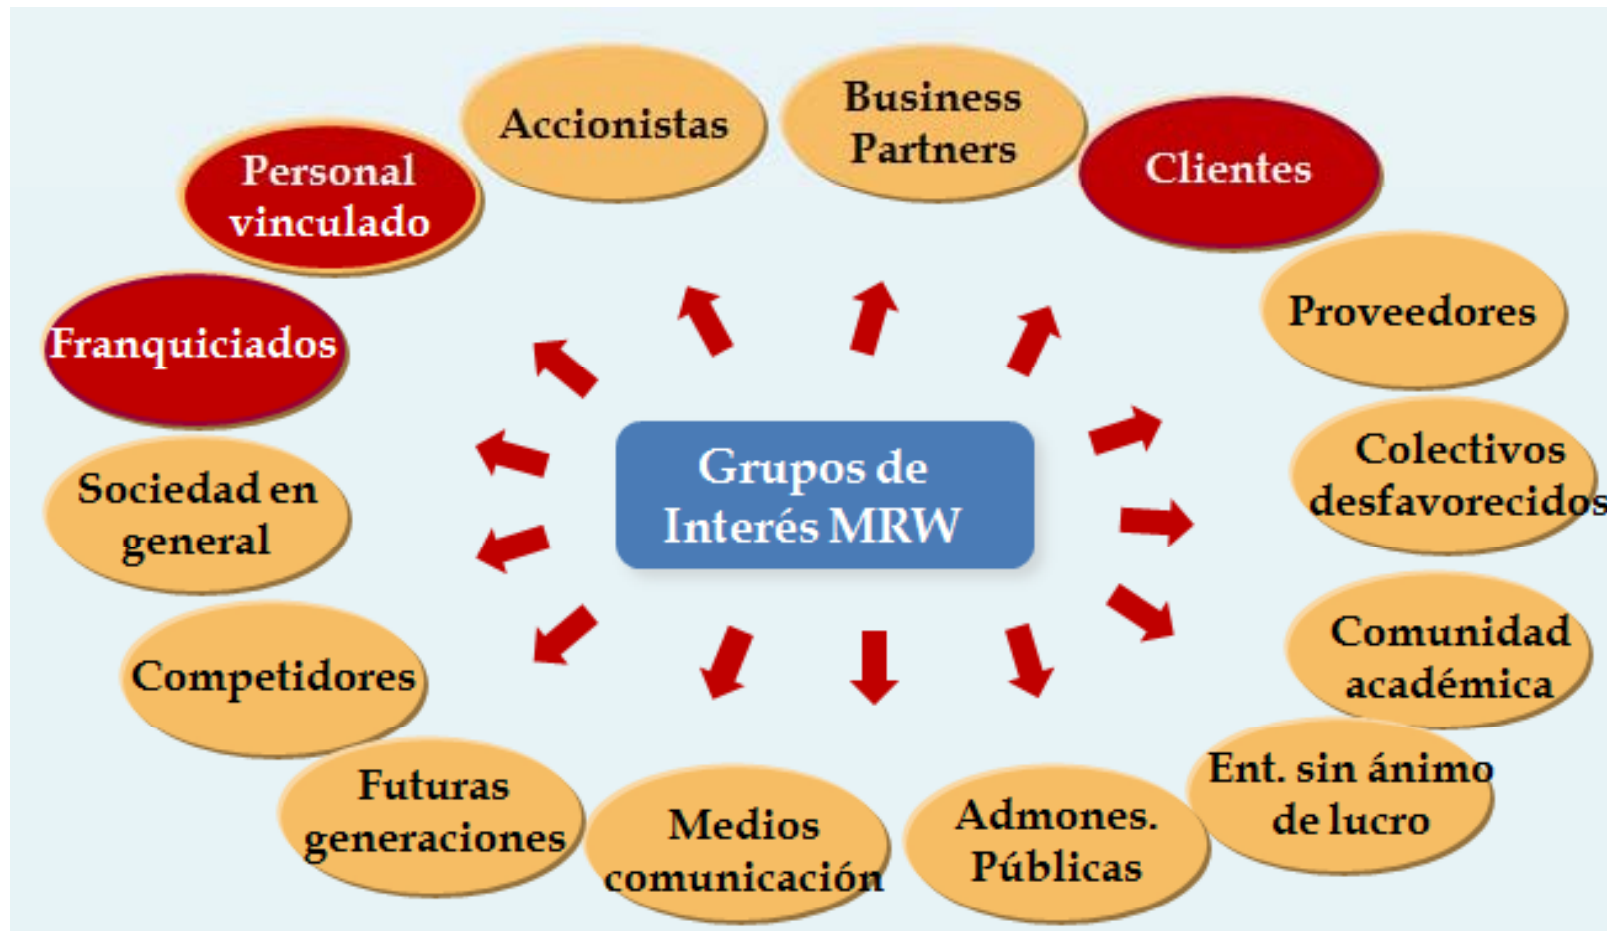 Accionistas
Business
Partners
Clientes
Personal
vinculado
Proveedores
Franquiciados
Colectivos
desfavorecidos
Grupos de
Interés MRW
Sociedad en
general
Comunidad
académica
Competidores
Ent. sin ánimo
de lucro
Futuras
generaciones
Medios
comunicación
Admones.
Públicas